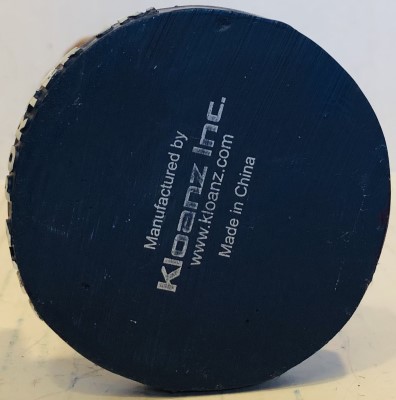 Manufactured by
Kloanz Inc.
www.kloanz.com
Made in China